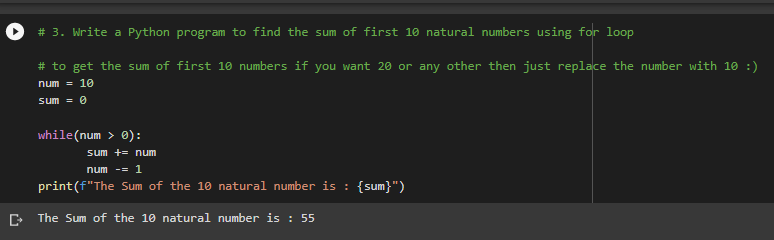 # 3. Write a Python program to find the sum of first 10 natural numbers using for loop
# to get the sum of first 10 numbers if you want 20 or any other then just replace the number with 10 :)
num = 10
sum = 0
while(num > 0):
sum += num
num -= 1
print(f"The Sum of the 10 natural number is : {sum}")
The Sum of the 10 natural number is : 55